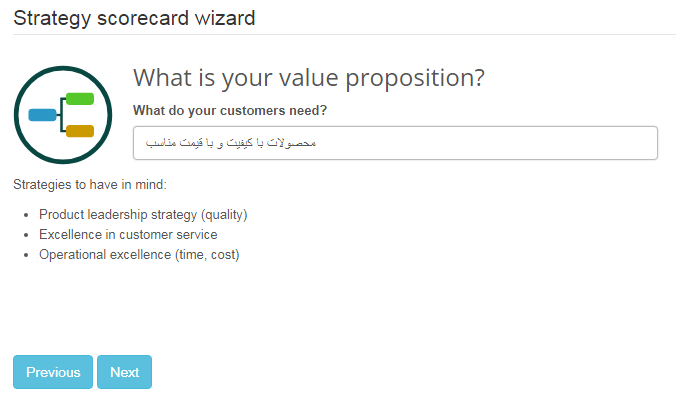 Strategy scorecard wizard
What is your value proposition?
What do your customers need?
محصولات با کیفیت و با قیمت مناسب
Strategies to have in mind:
Product leadership strategy (quality)
Excellence in customer service
Operational excellence (time, cost)
Previous Next